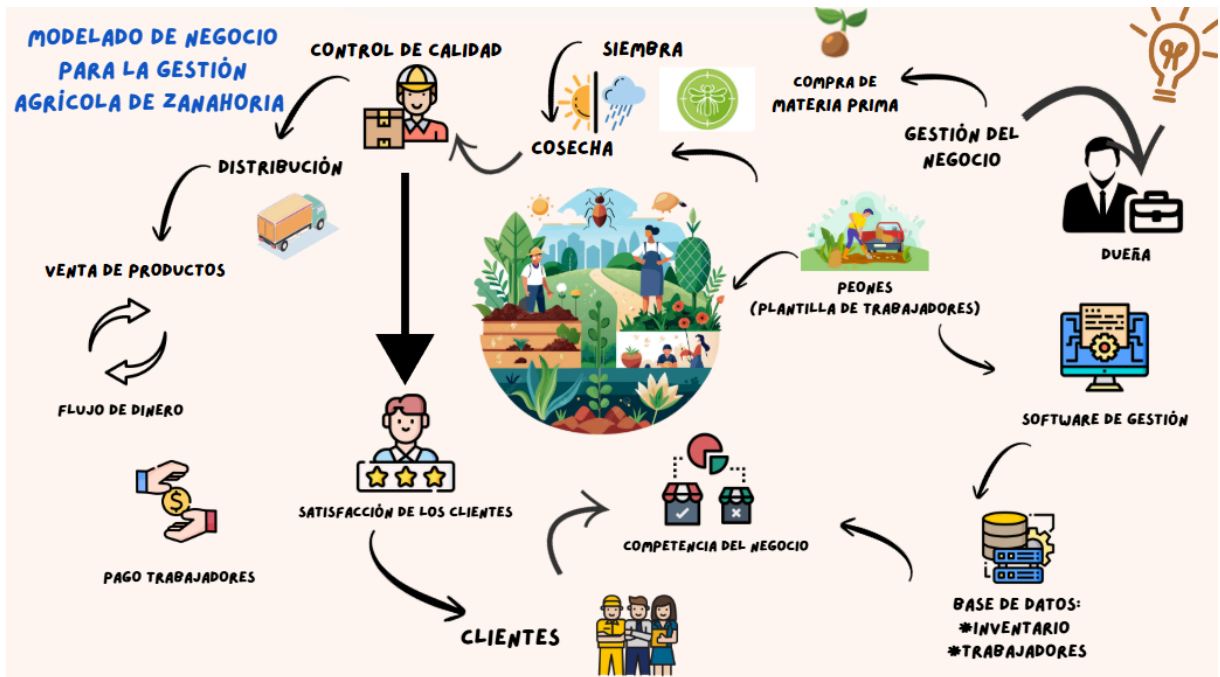 MODELADO DE NEGOCIO
PARA LA GESTIÓN
AGRÍCOLA DE ZANAHORIA
CONTROL DE CALIDAD
SIEMBRA
COMPRA DE
MATERIA PRIMA
GESTIÓN DEL
NEGOCIO
COSECHA
DISTRIBUCIÓN
DUEÑA
VENTA DE PRODUCTOS
PEONES
(PLANTILLA DE TRABAJADORES)
FLUJO DE DINERO
SOFTWARE DE GESTIÓN
SATISFACCIÓN DE LOS CLIENTES
COMPETENCIA DEL NEGOCIO
PAGO TRABAJADORES
BASE DE DATOS:
*INVENTARIO
*TRABAJADORES
CLIENTES